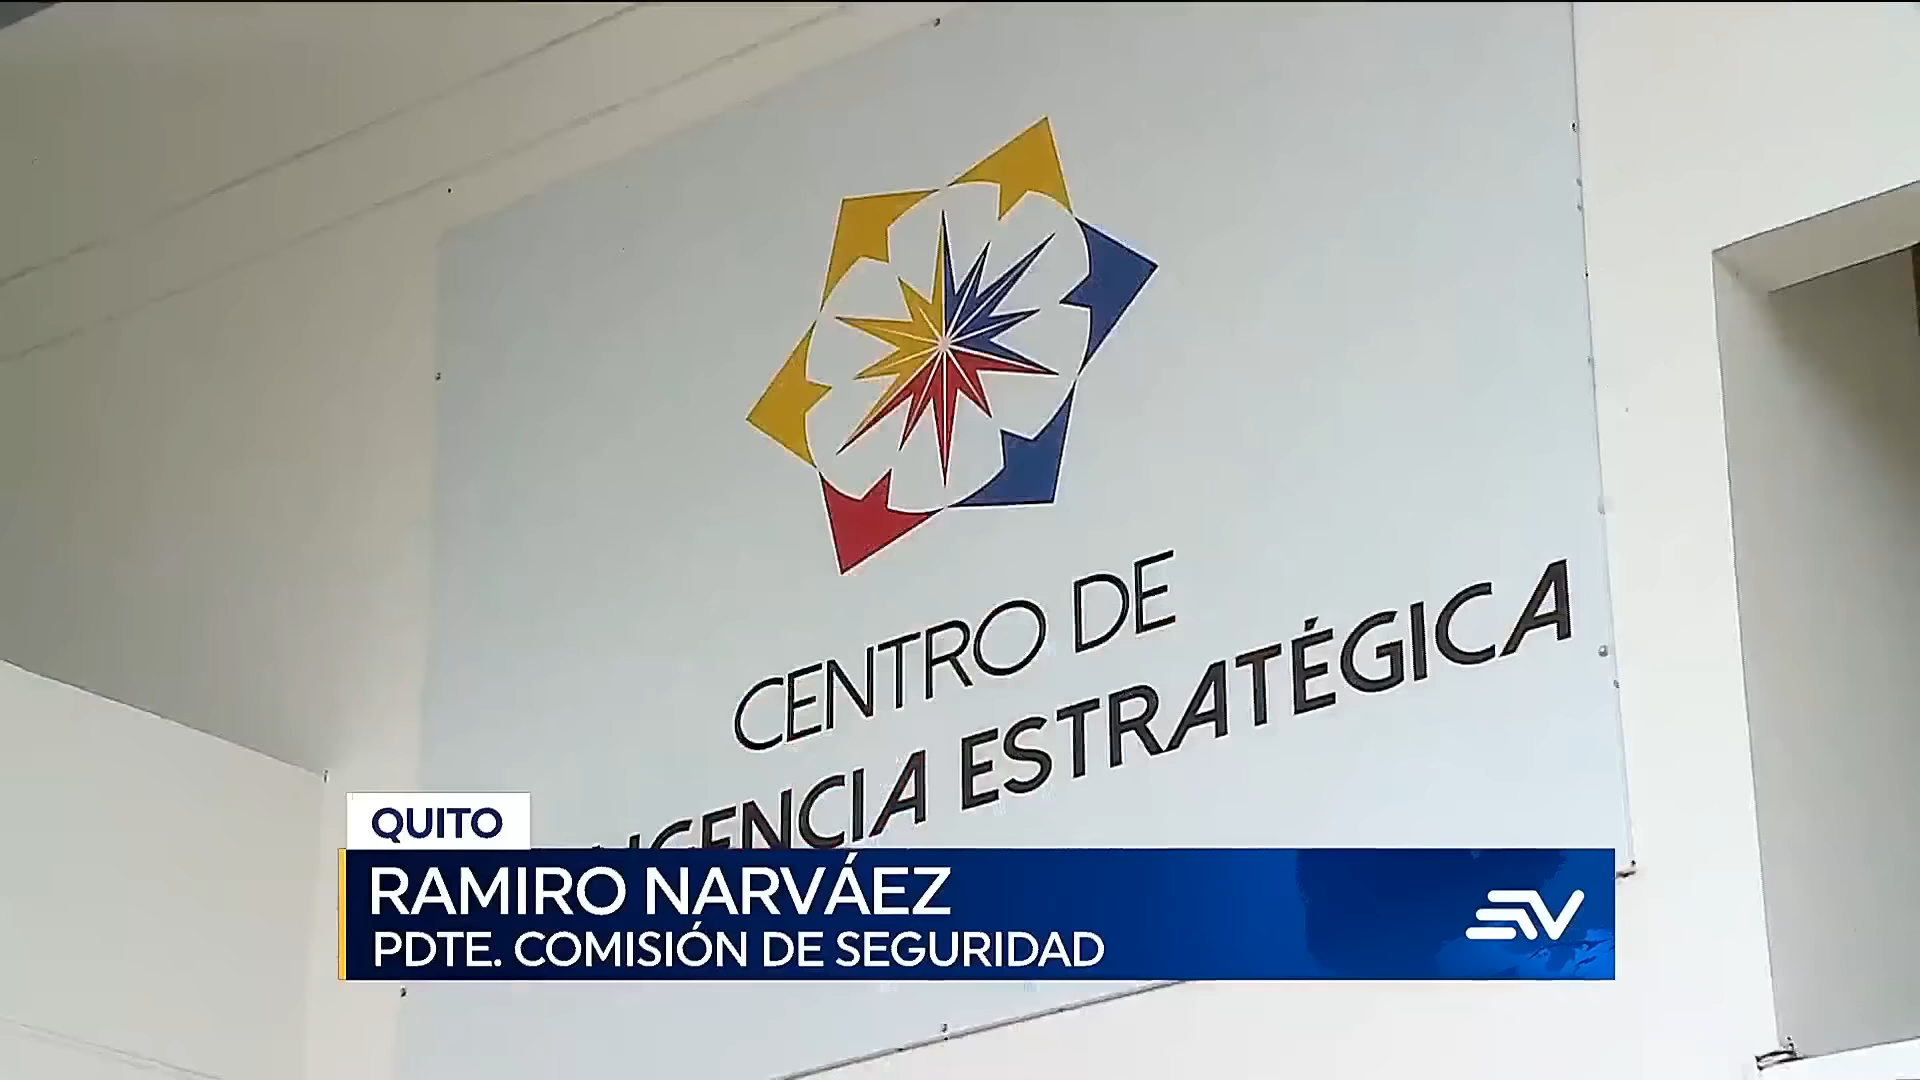 CENTRO DE
ESTRATÉGICA
QUITO
RAMIRO NARVÁEZ
PDTE. COMISIÓN DE SEGURIDAD